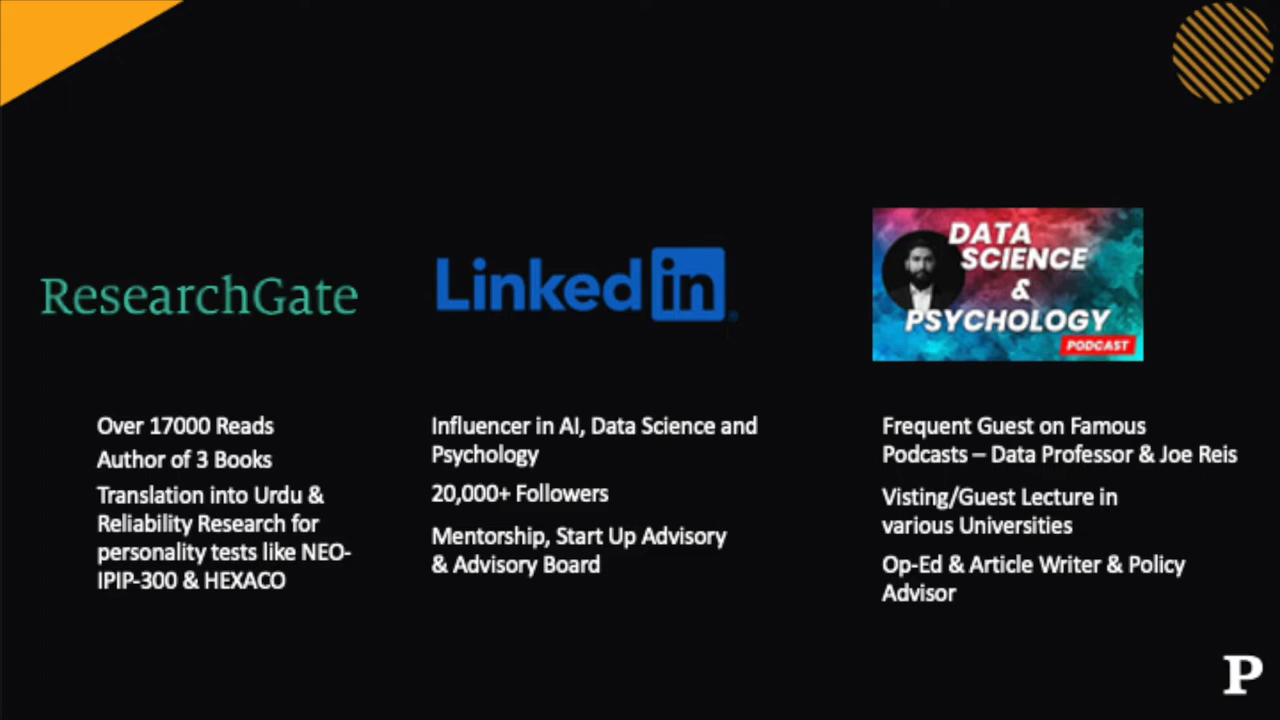 ResearchGate
Over 17000 Reads
Author of 3 Books
Translation into Urdu &
Reliability Research for
personality tests like NEO-
IPIP-300 & HEXACO
Linked in
Influencer in AI, Data Science and
Psychology
20,000+ Followers
Mentorship, Start Up Advisory
& Advisory Board
DATA
SCIENCE
&
PSYCHOLOGY
PODCAST
Frequent Guest on Famous
Podcasts – Data Professor & Joe Reis
Visting/Guest Lecture in
various Universities
Op-Ed & Article Writer & Policy
Advisor
P